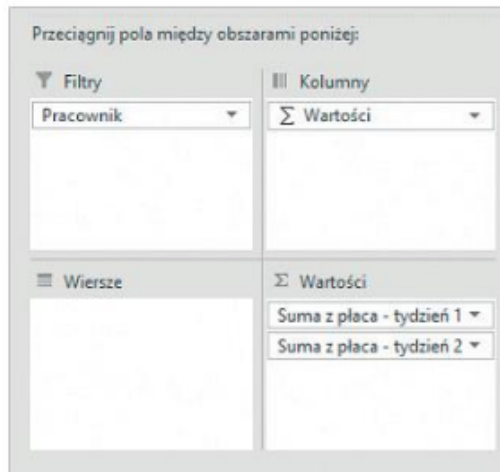 Przeciągnij pola między obszarami poniżej:
Filtry
Kolumny
Pracownik
Σ Wartości
Wiersze
Σ Wartości
Suma z płaca - tydzień 1
Suma z płaca - tydzień 2